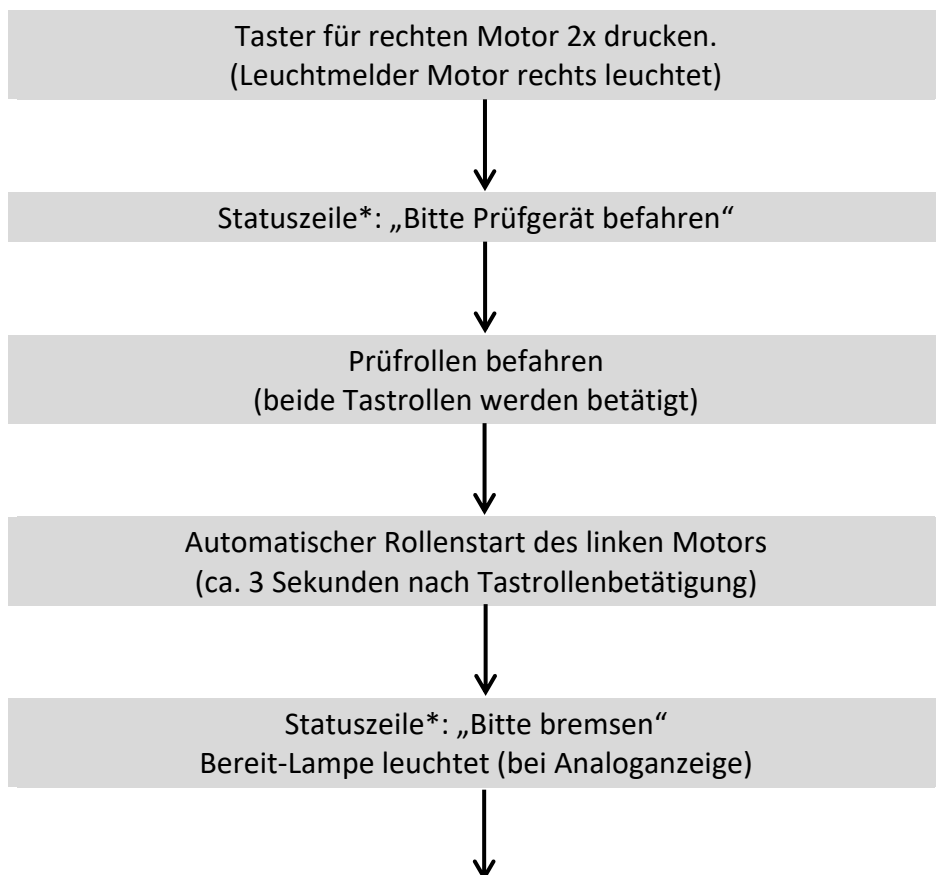 Taster für rechten Motor 2x drucken.
(Leuchtmelder Motor rechts leuchtet)
Statuszeile*: „Bitte Prüfgerät befahren“
Prüfrollen befahren
(beide Tastrollen werden betätigt)
Automatischer Rollenstart des linken Motors
(ca. 3 Sekunden nach Tastrollenbetätigung)
Statuszeile*: „Bitte bremsen“
Bereit-Lampe leuchtet (bei Analoganzeige)